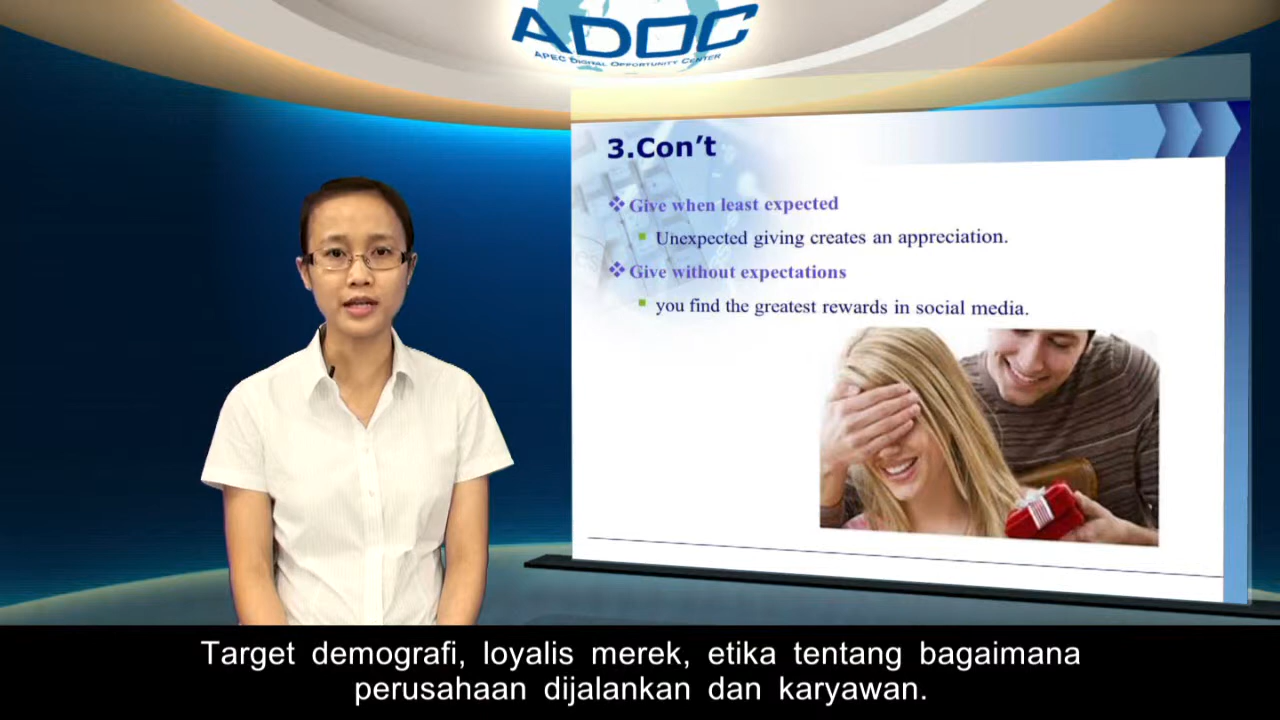 ADOC
APEC DIGITAL OPPORTUNITY CENTER
3.Con't
Give when least expected
Unexpected giving creates an appreciation.
Give without expectations
you find the greatest rewards in social media.
Target demografi, loyalis merek, etika tentang bagaimana
perusahaan dijalankan dan karyawan.